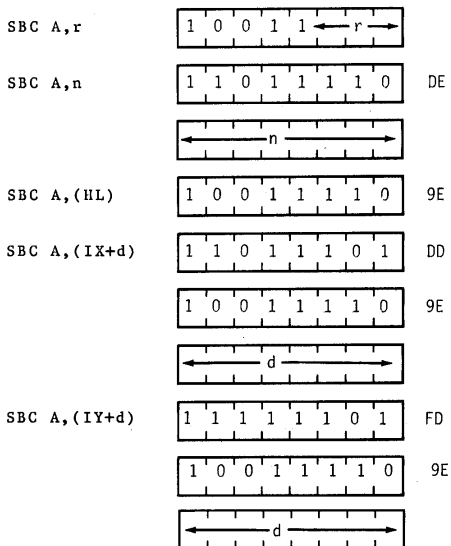 SBC A,r 1 0 0 1 1 r
SBC A,n 1 1 0 1 1 1 1 0 DE
n
SBC A,(HL) 1 0 0 1 1 1 1 0 9E
SBC A,(IX+d) 1 1 0 1 1 1 0 1 DD
1 0 0 1 1 1 1 0 9E
d
SBC A,(IY+d) 1 1 1 1 1 1 0 1 FD
1 0 0 1 1 1 1 0 9E
d